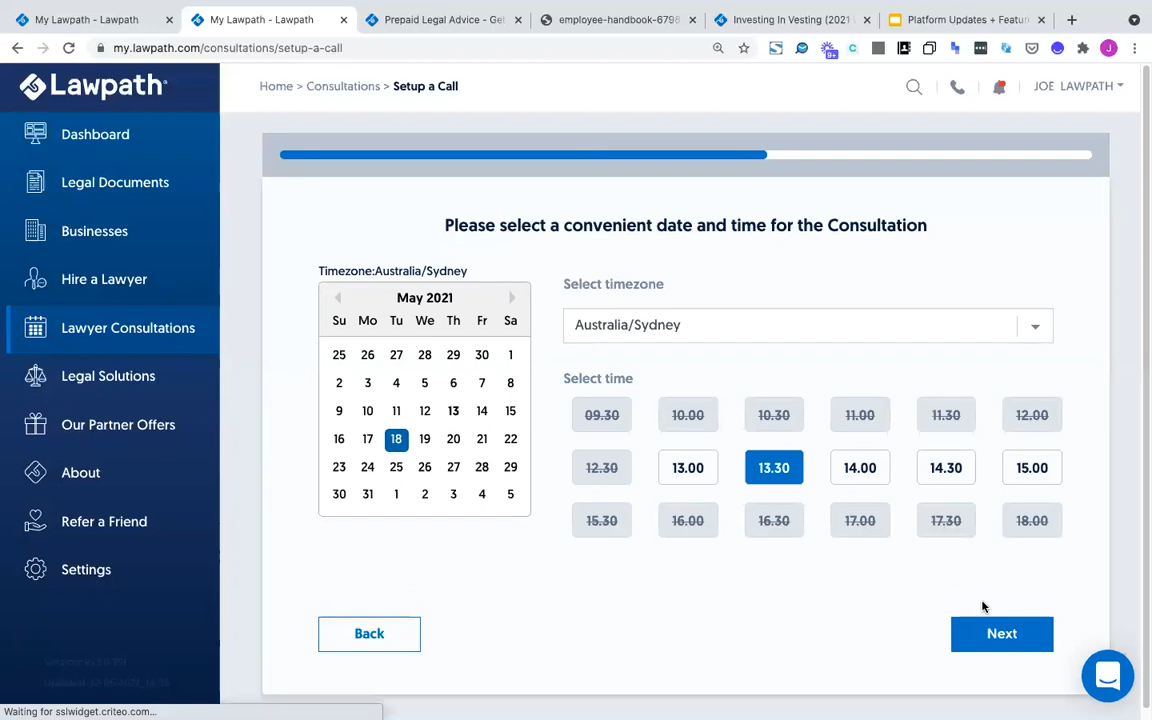 My Lawpath - Lawpath
My Lawpath - Lawpath
Prepaid Legal Advice - Get
employee-handbook-6798
Investing In Vesting (2021
Platform Updates + Featur
my.lawpath.com/consultations/setup-a-call
9+
J
Lawpath
Home > Consultations > Setup a Call
JOE LAWPATH
Dashboard
Legal Documents
Businesses
Hire a Lawyer
Lawyer Consultations
Legal Solutions
Our Partner Offers
About
Refer a Friend
Settings
Please select a convenient date and time for the Consultation
Timezone:Australia/Sydney
May 2021
Su Mo Tu We Th Fr Sa
25 26 27 28 29 30 1
2 3 4 5 6 7 8
9 10 11 12 13 14 15
16 17 18 19 20 21 22
23 24 25 26 27 28 29
30 31 1 2 3 4 5
Select timezone
Australia/Sydney
Select time
09.30 10.00 10.30 11.00 11.30 12.00
12.30 13.00 13.30 14.00 14.30 15.00
15.30 16.00 16.30 17.00 17.30 18.00
Back
Next
Waiting for sslwidget.criteo.com...